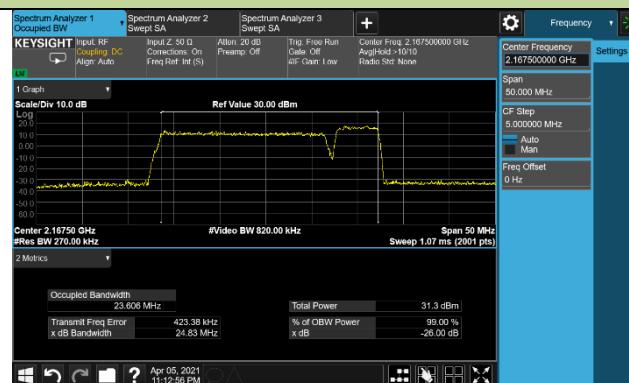 Spectrum Analyzer 1
Occupied BW
Spectrum Analyzer 2
Swept SA
Spectrum Analyzer 3
Swept SA
Frequency
KEYSIGHT
Input: RF
Coupling: DC
Align: Auto
Input Z: 50 Ω
Corrections: On
Freq Ref: Int (S)
Atten: 20 dB
Preamp: Off
Trig: Free Run
Gate: Off
#IF Gain: Low
Center Freq: 2.167500000 GHz
Avg|Hold:>10/10
Radio Std: None
Center Frequency
2.167500000 GHz
Settings
Span
50.000 MHz
CF Step
5.000000 MHz
Auto
Man
Freq Offset
0 Hz
1 Graph
Scale/Div 10.0 dB
Ref Value 30.00 dBm
Log
20.0
10.0
0.00
-10.0
-20.0
-30.0
-40.0
-50.0
-60.0
Center 2.16750 GHz
#Video BW 820.00 kHz
Span 50 MHz
#Res BW 270.00 kHz
Sweep 1.07 ms (2001 pts)
2 Metrics
Occupied Bandwidth
23.606 MHz
Total Power 31.3 dBm
Transmit Freq Error 423.38 kHz
% of OBW Power 99.00 %
x dB Bandwidth 24.83 MHz
x dB -26.00 dB
Apr 05, 2021
11:12:56 PM